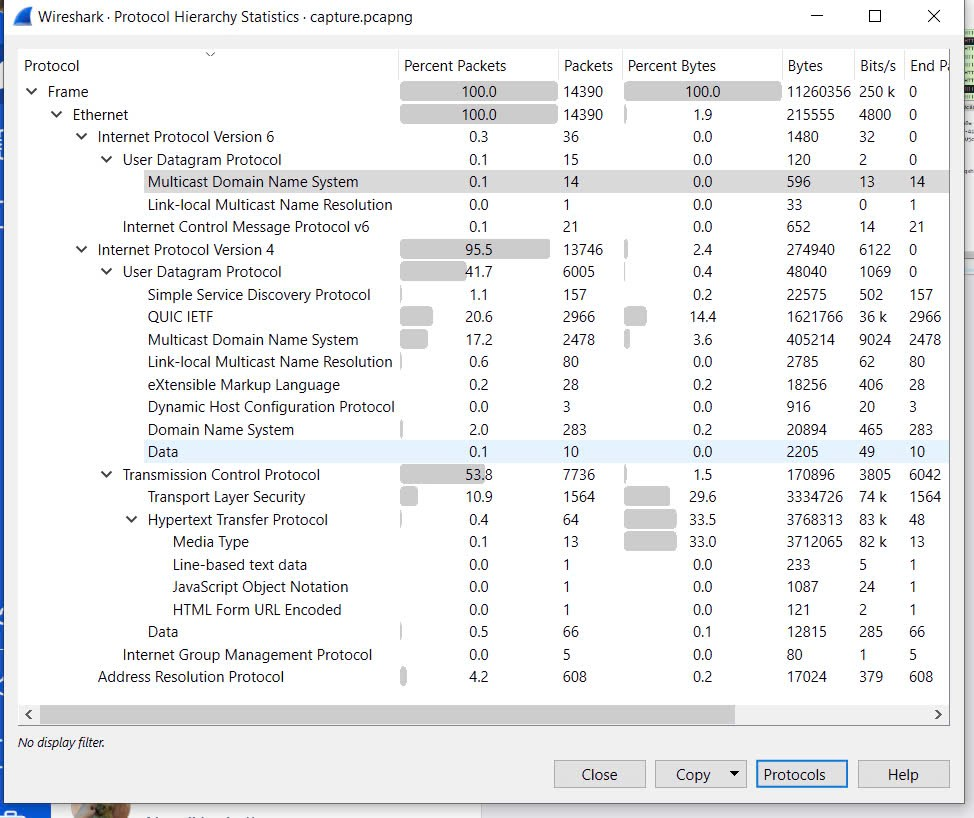 Wireshark · Protocol Hierarchy Statistics · capture.pcapng
Protocol Percent Packets Packets Percent Bytes Bytes Bits/s End Pa
Frame 100.0 14390 100.0 11260356 250 k 0
Ethernet 100.0 14390 1.9 215555 4800 0
Internet Protocol Version 6 0.3 36 0.0 1480 32 0
User Datagram Protocol 0.1 15 0.0 120 2 0
Multicast Domain Name System 0.1 14 0.0 596 13 14
Link-local Multicast Name Resolution 0.0 1 0.0 33 0 1
Internet Control Message Protocol v6 0.1 21 0.0 652 14 21
Internet Protocol Version 4 95.5 13746 2.4 274940 6122 0
User Datagram Protocol 41.7 6005 0.4 48040 1069 0
Simple Service Discovery Protocol 1.1 157 0.2 22575 502 157
QUIC IETF 20.6 2966 14.4 1621766 36 k 2966
Multicast Domain Name System 17.2 2478 3.6 405214 9024 2478
Link-local Multicast Name Resolution 0.6 80 0.0 2785 62 80
eXtensible Markup Language 0.2 28 0.2 18256 406 28
Dynamic Host Configuration Protocol 0.0 3 0.0 916 20 3
Domain Name System 2.0 283 0.2 20894 465 283
Data 0.1 10 0.0 2205 49 10
Transmission Control Protocol 53.8 7736 1.5 170896 3805 6042
Transport Layer Security 10.9 1564 29.6 3334726 74 k 1564
Hypertext Transfer Protocol 0.4 64 33.5 3768313 83 k 48
Media Type 0.1 13 33.0 3712065 82 k 13
Line-based text data 0.0 1 0.0 233 5 1
JavaScript Object Notation 0.0 1 0.0 1087 24 1
HTML Form URL Encoded 0.0 1 0.0 121 2 1
Data 0.5 66 0.1 12815 285 66
Internet Group Management Protocol 0.0 5 0.0 80 1 5
Address Resolution Protocol 4.2 608 0.2 17024 379 608
No display filter.
Close Copy Protocols Help